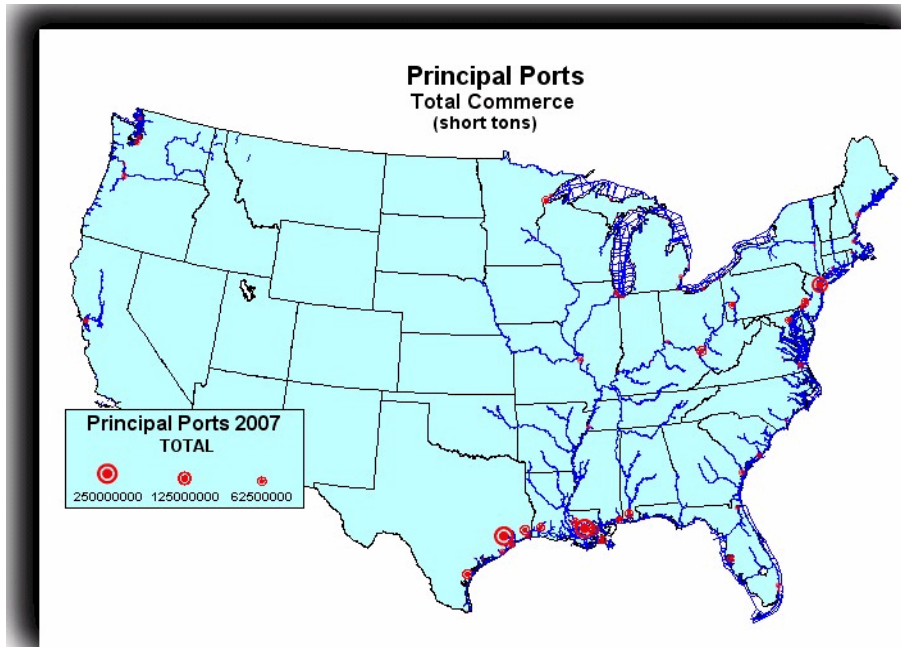 Principal Ports
Total Commerce
(short tons)
Principal Ports 2007
TOTAL
250000000 125000000 62500000